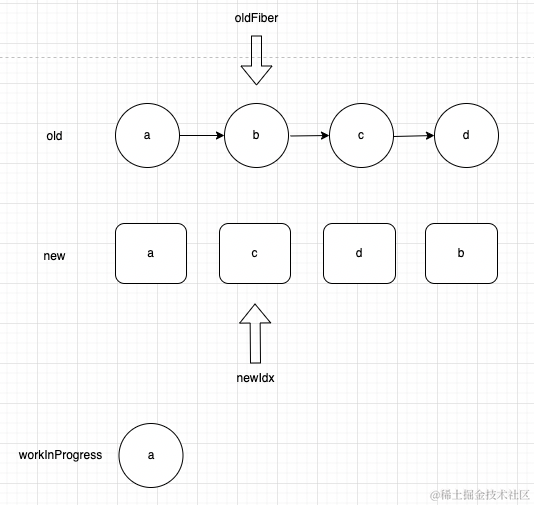 oldFiber
old a b c d
new a c d b
newIdx
workInProgress a
@稀土掘金技术社区